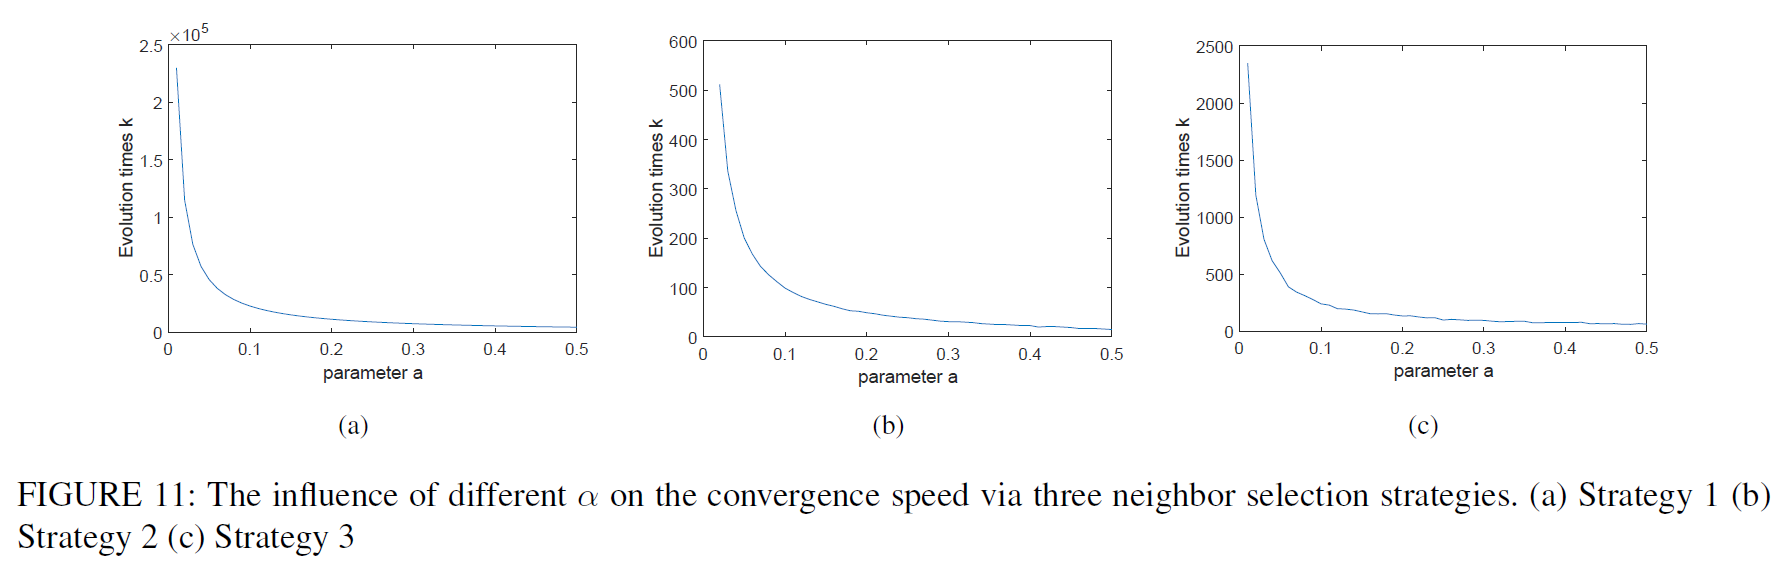 ×10⁵
2.5
2
1.5
1
0.5
0
0 0.1 0.2 0.3 0.4 0.5
Evolution times k
parameter a
(a)
600
500
400
300
200
100
0
0 0.1 0.2 0.3 0.4 0.5
Evolution times k
parameter a
(b)
2500
2000
1500
1000
500
0
0 0.1 0.2 0.3 0.4 0.5
Evolution times k
parameter a
(c)
FIGURE 11: The influence of different α on the convergence speed via three neighbor selection strategies. (a) Strategy 1 (b)
Strategy 2 (c) Strategy 3